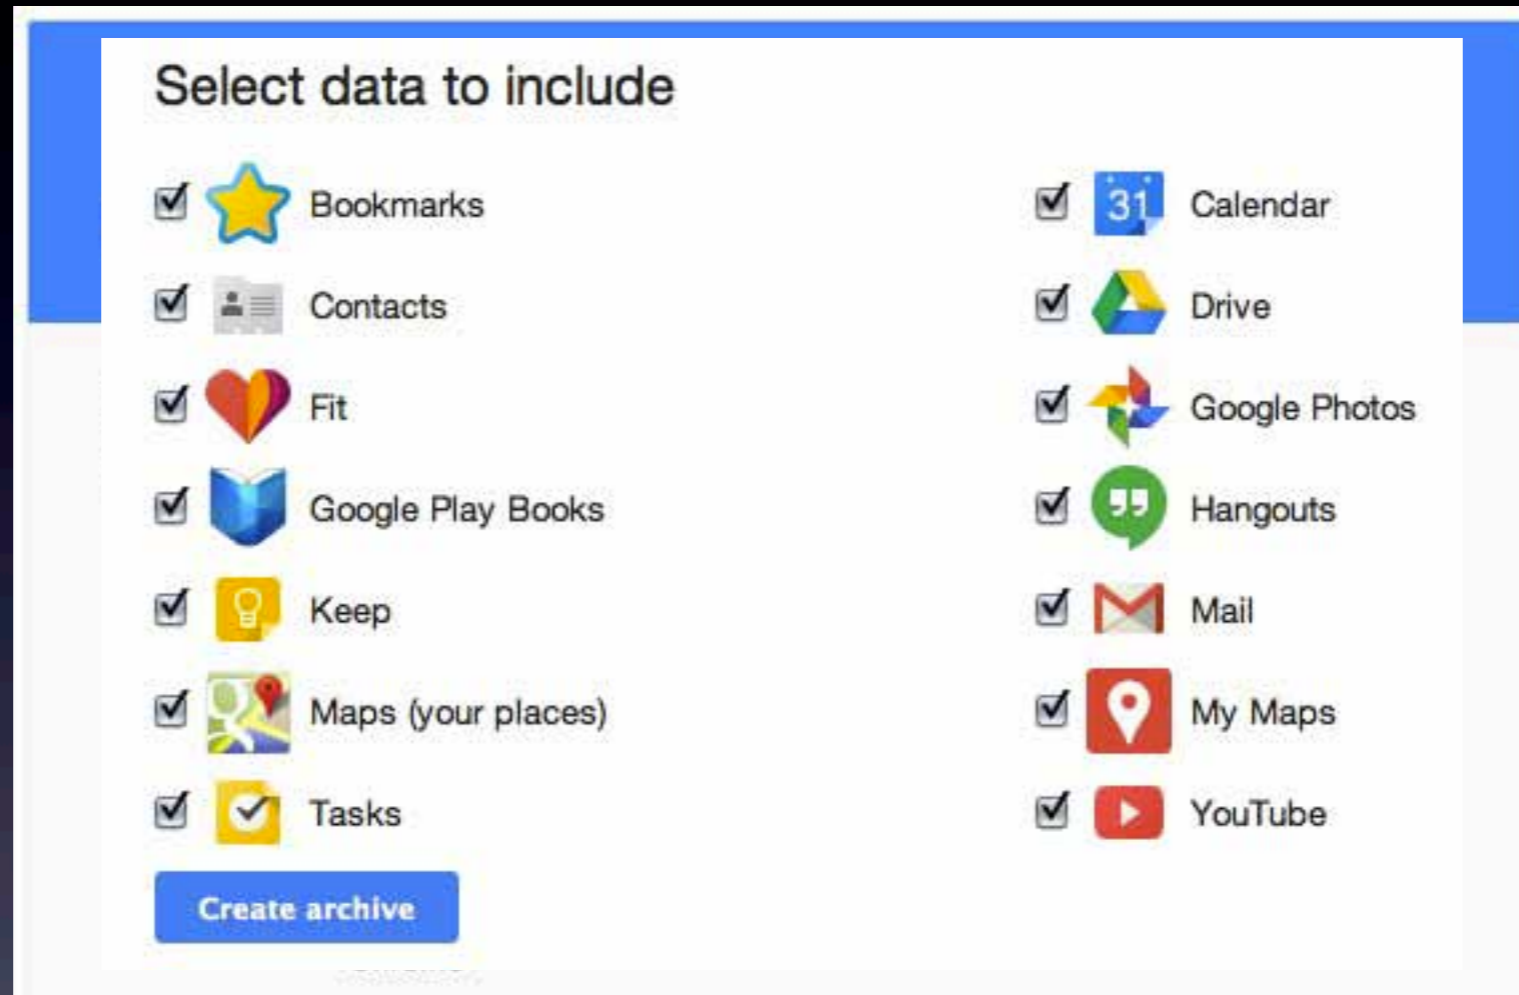 Select data to include
Bookmarks
Calendar
31
Contacts
Drive
Fit
Google Photos
Google Play Books
Hangouts
Keep
Mail
Maps (your places)
My Maps
Tasks
YouTube
Create archive